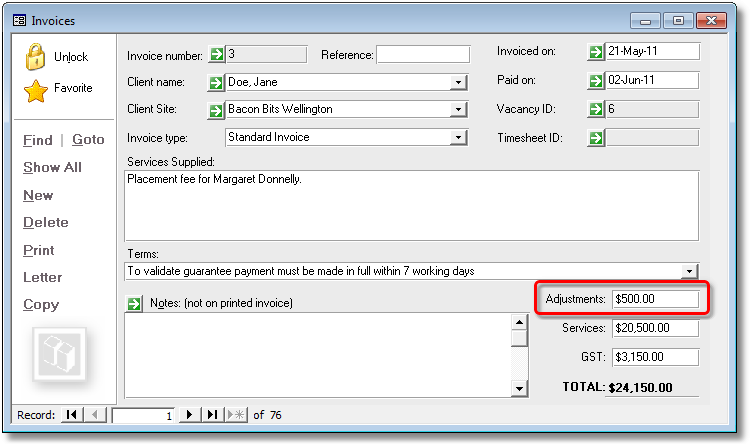 Invoices
Unlock
Favorite
Find | Goto
Show All
New
Delete
Print
Letter
Copy
Invoice number: 3 Reference: Invoiced on: 21-May-11
Client name: Doe, Jane Paid on: 02-Jun-11
Client Site: Bacon Bits Wellington Vacancy ID: 6
Invoice type: Standard Invoice Timesheet ID:
Services Supplied:
Placement fee for Margaret Donnelly.
Terms:
To validate guarantee payment must be made in full within 7 working days
Notes: (not on printed invoice) Adjustments: $500.00
Services: $20,500.00
GST: $3,150.00
TOTAL: $24,150.00
Record: 1 of 76